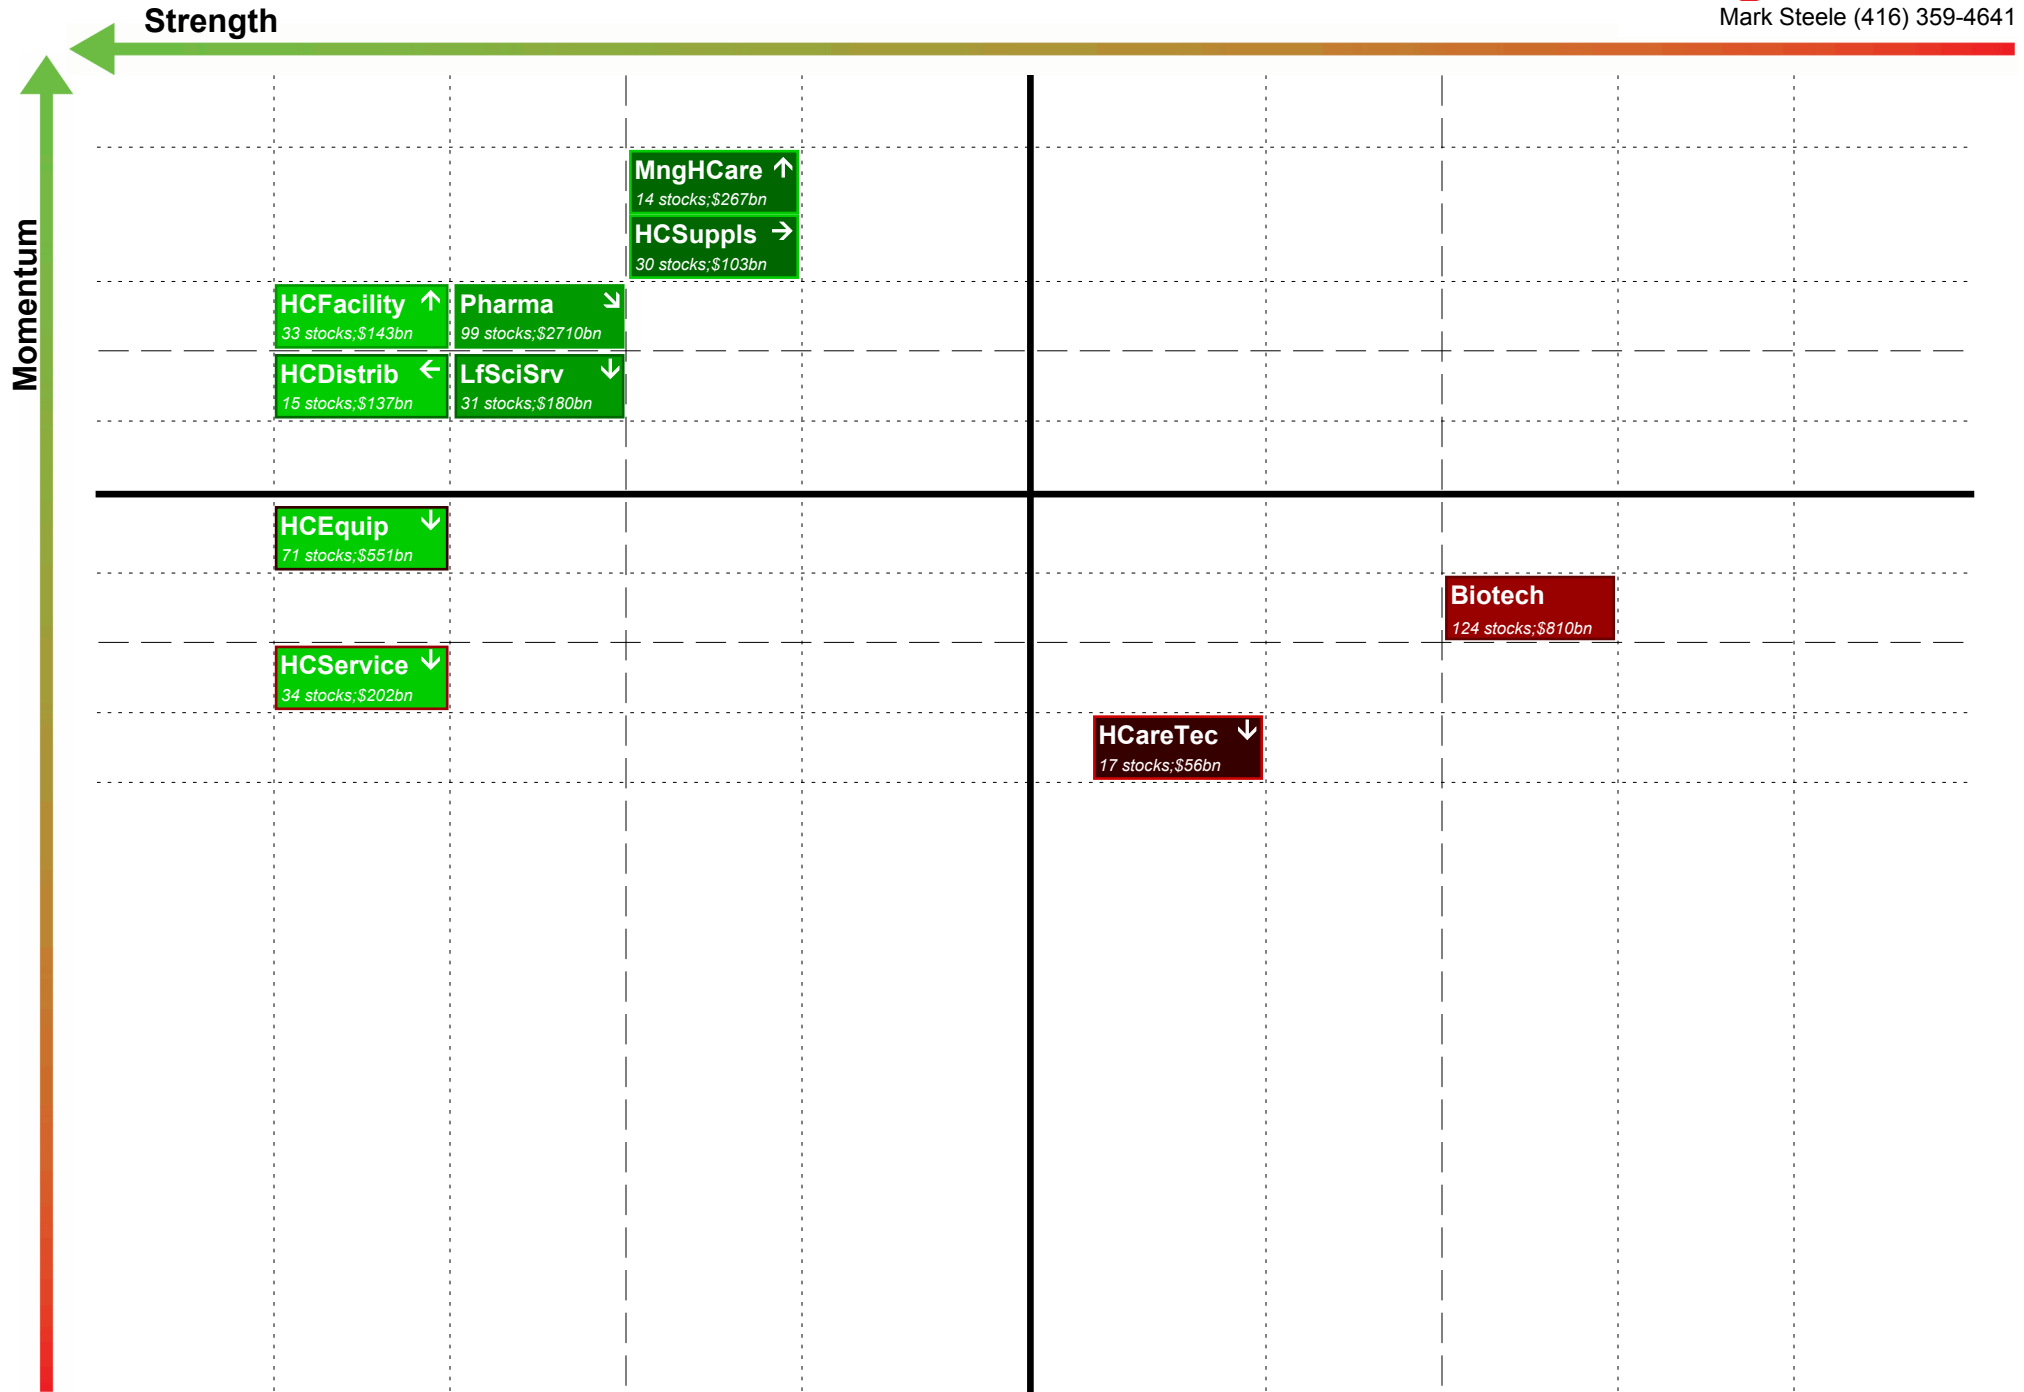 Strength
Mark Steele (416) 359-4641
Momentum
MngHCare ↑
14 stocks;$267bn
HCSuppls →
30 stocks;$103bn
HCFacility ↑
33 stocks;$143bn
Pharma ↘
99 stocks;$2710bn
HCDistrib ←
15 stocks;$137bn
LfSciSrv ↓
31 stocks;$180bn
HCEquip ↓
71 stocks;$551bn
Biotech
124 stocks;$810bn
HCService ↓
34 stocks;$202bn
HCareTec ↓
17 stocks;$56bn